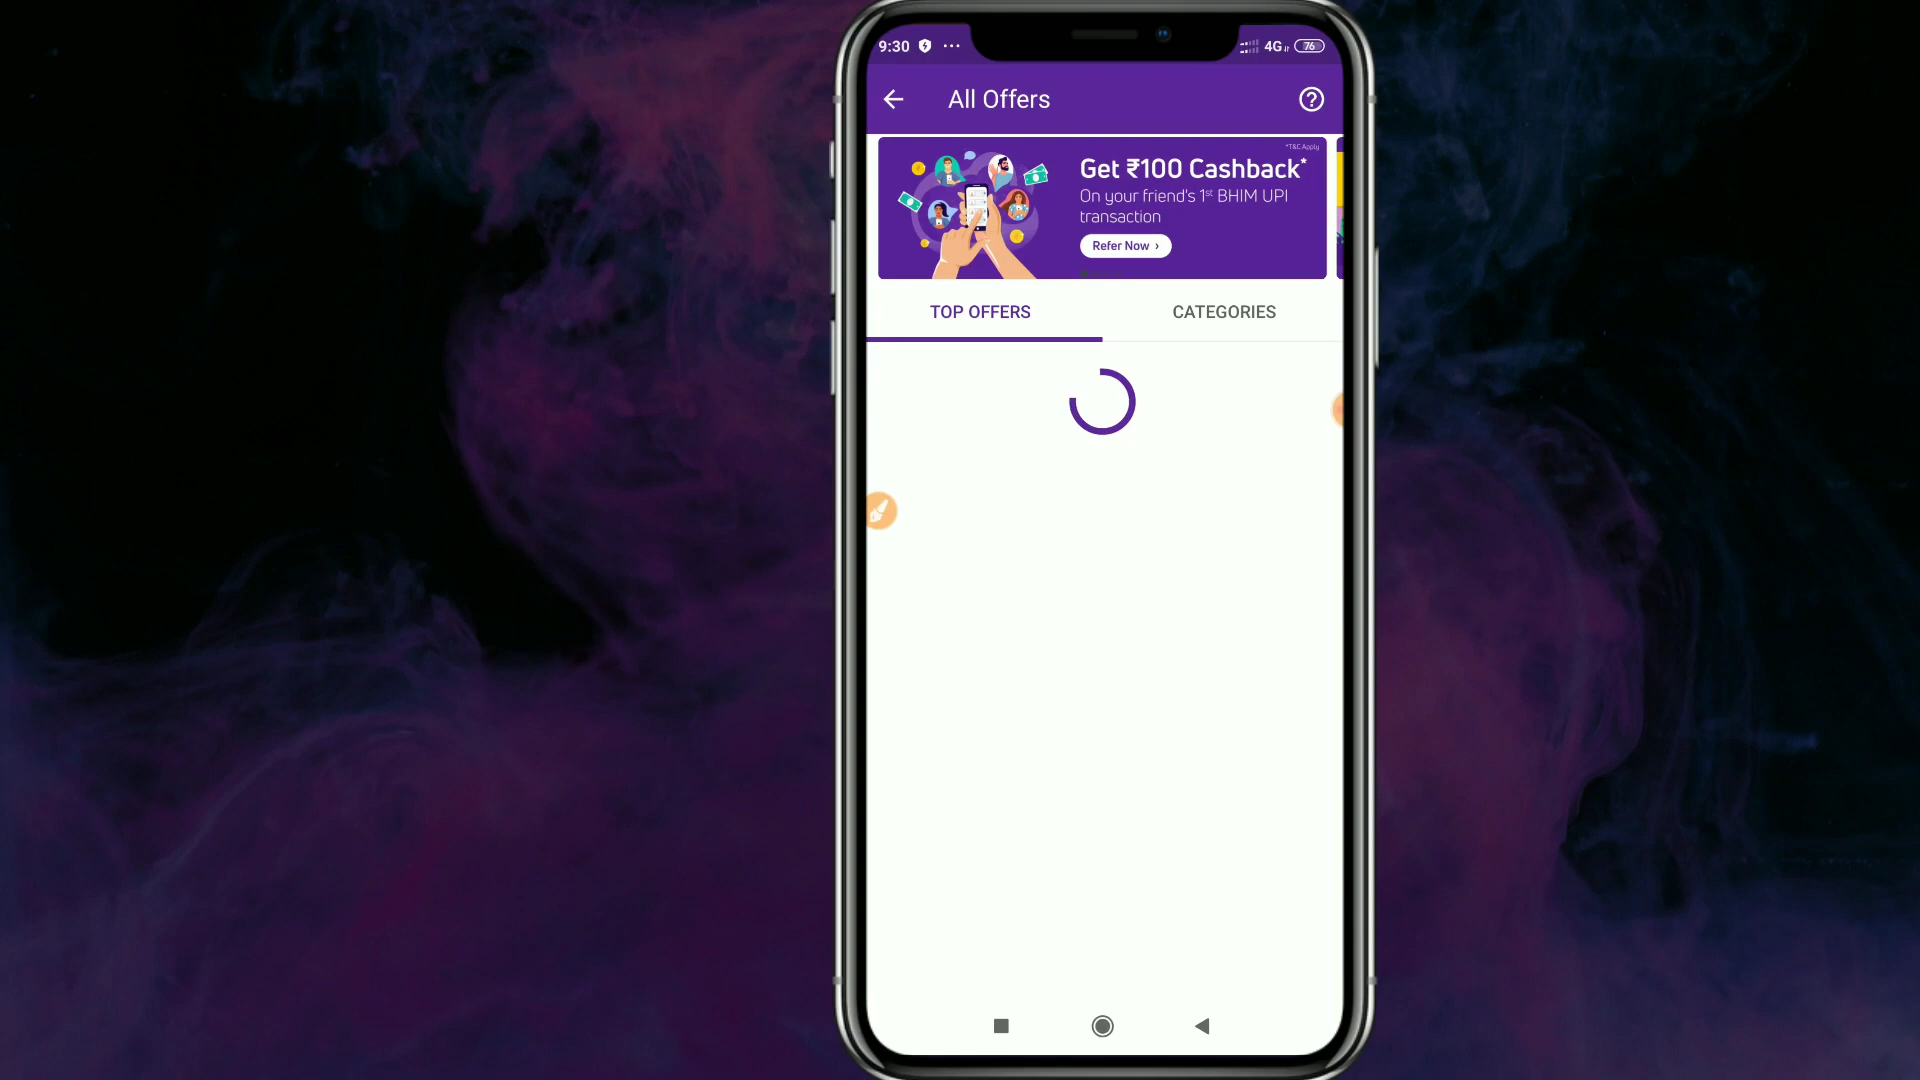 9:30 ... 4G 76
All Offers
*T&C Apply
Get ₹100 Cashback*
On your friend's 1st BHIM UPI
transaction
Refer Now ›
TOP OFFERS CATEGORIES